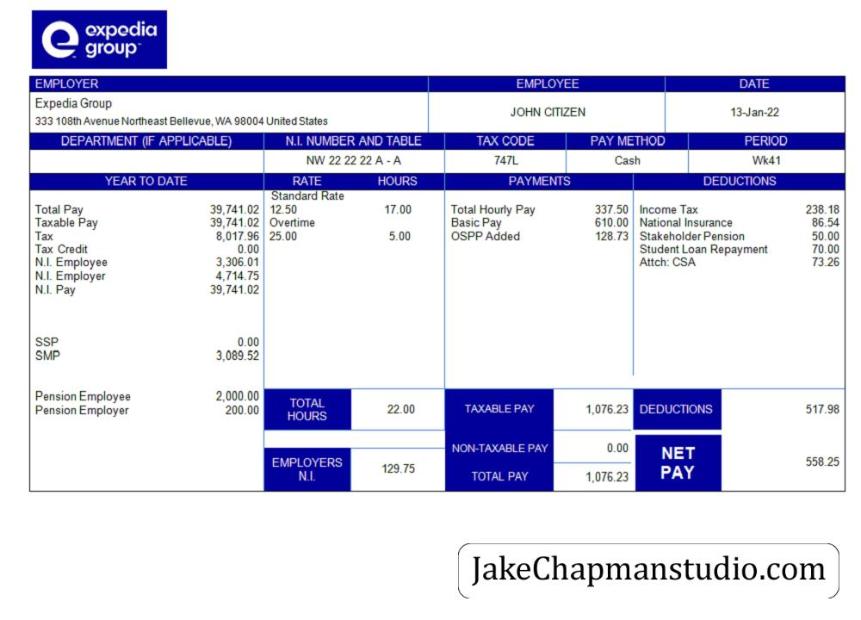 expedia
group
EMPLOYER EMPLOYEE DATE
Expedia Group
333 108th Avenue Northeast Bellevue, WA 98004 United States
JOHN CITIZEN
13-Jan-22
DEPARTMENT (IF APPLICABLE) N.I. NUMBER AND TABLE TAX CODE PAY METHOD PERIOD
NW 22 22 22 A - A 747L Cash Wk41
YEAR TO DATE RATE HOURS PAYMENTS DEDUCTIONS
Standard Rate
Total Pay 39,741.02 12.50 17.00 Total Hourly Pay 337.50 Income Tax 238.18
Taxable Pay 39,741.02 Overtime Basic Pay 610.00 National Insurance 86.54
Tax 8,017.96 25.00 5.00 OSPP Added 128.73 Stakeholder Pension 50.00
Tax Credit 0.00 Student Loan Repayment 70.00
N.I. Employee 3,306.01 Attch: CSA 73.26
N.I. Employer 4,714.75
N.I. Pay 39,741.02
SSP 0.00
SMP 3,089.52
Pension Employee 2,000.00
Pension Employer 200.00
TOTAL
HOURS
22.00 TAXABLE PAY 1,076.23 DEDUCTIONS 517.98
NON-TAXABLE PAY 0.00
EMPLOYERS
N.I.
129.75
TOTAL PAY 1,076.23
NET
PAY
558.25
JakeChapmanstudio.com